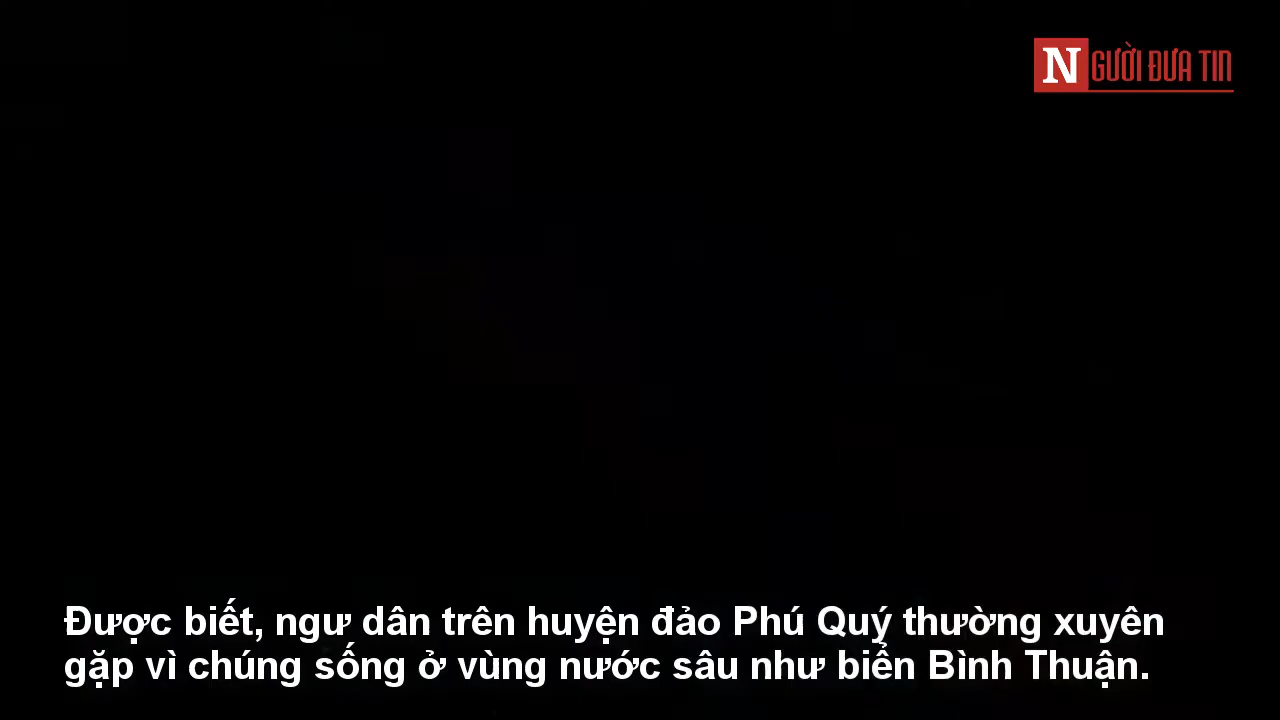 NGƯỜI ĐƯA TIN
Được biết, ngư dân trên huyện đảo Phú Quý thường xuyên
gặp vì chúng sống ở vùng nước sâu như biển Bình Thuận.